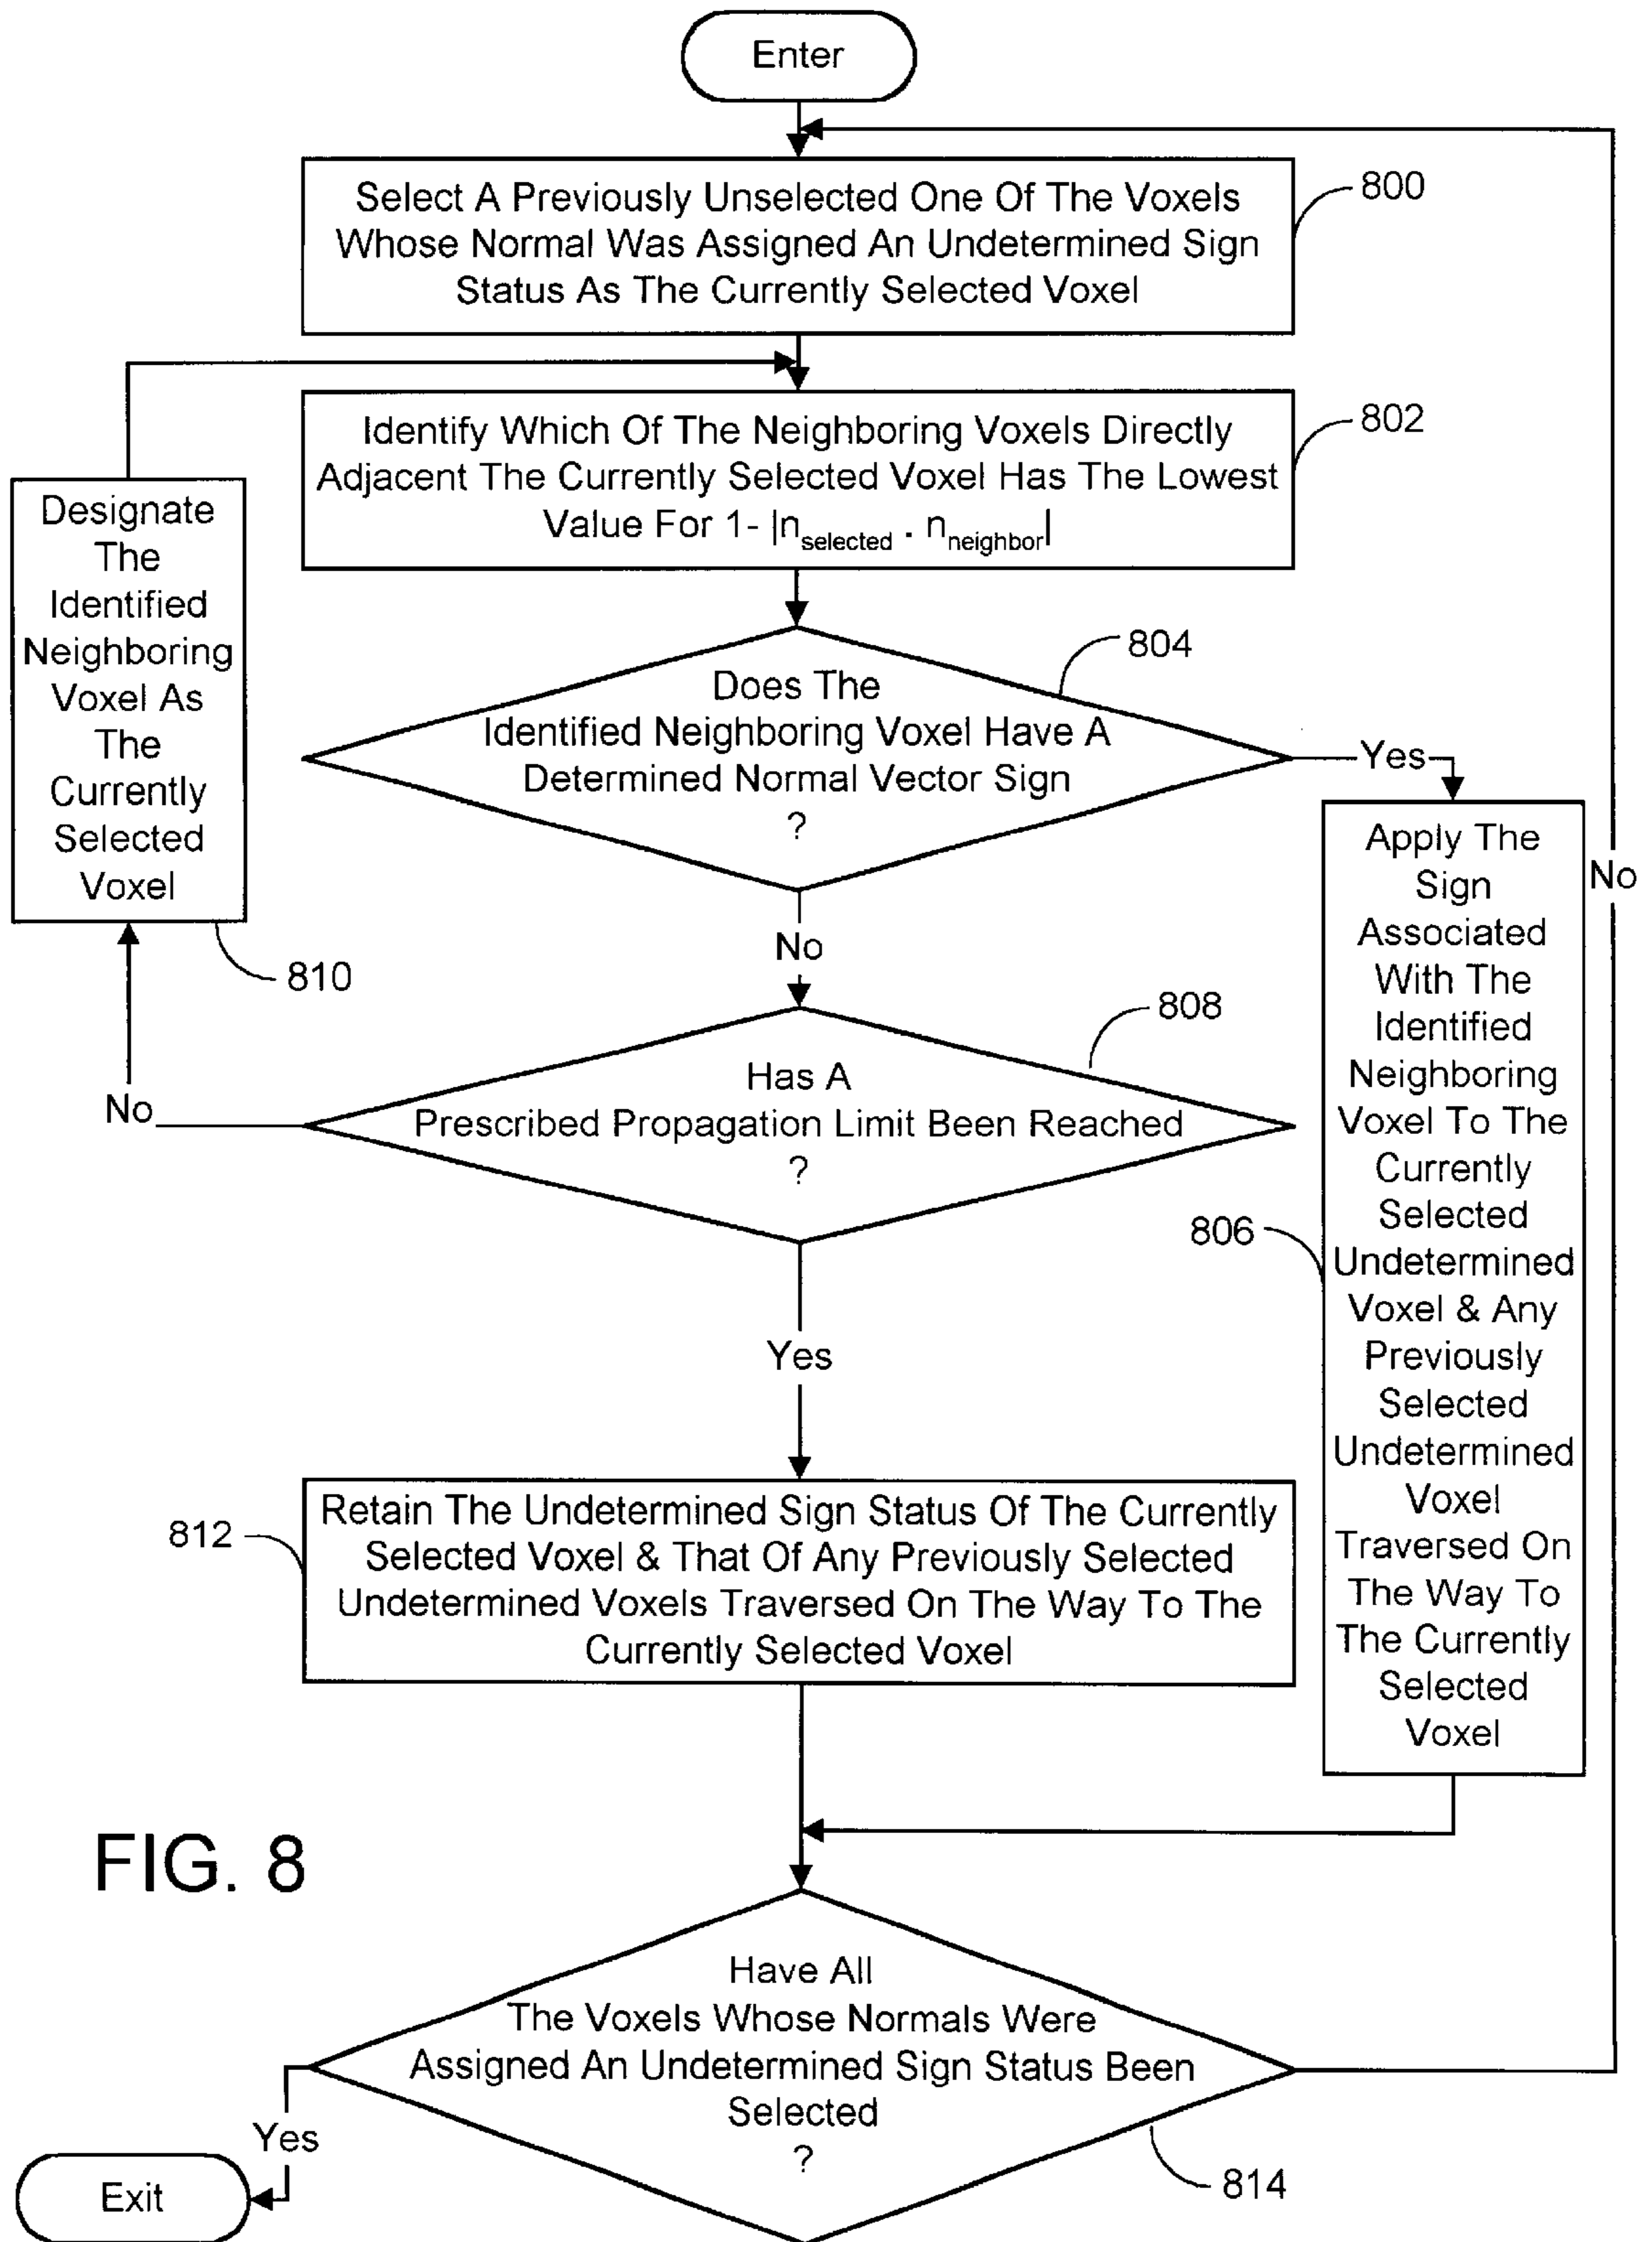 Enter
Select A Previously Unselected One Of The Voxels
Whose Normal Was Assigned An Undetermined Sign
Status As The Currently Selected Voxel
800
Identify Which Of The Neighboring Voxels Directly
Adjacent The Currently Selected Voxel Has The Lowest
Value For 1- |n_selected . n_neighbor|
802
Designate
The
Identified
Neighboring
Voxel As
The
Currently
Selected
Voxel
810
Does The
Identified Neighboring Voxel Have A
Determined Normal Vector Sign
?
804
Yes
No
Apply The
Sign
Associated
With The
Identified
Neighboring
Voxel To The
Currently
Selected
Undetermined
Voxel & Any
Previously
Selected
Undetermined
Voxel
Traversed On
The Way To
The Currently
Selected
Voxel
806
No
Has A
Prescribed Propagation Limit Been Reached
?
808
No
Yes
Retain The Undetermined Sign Status Of The Currently
Selected Voxel & That Of Any Previously Selected
Undetermined Voxels Traversed On The Way To The
Currently Selected Voxel
812
FIG. 8
Have All
The Voxels Whose Normals Were
Assigned An Undetermined Sign Status Been
Selected
?
814
Yes
Exit